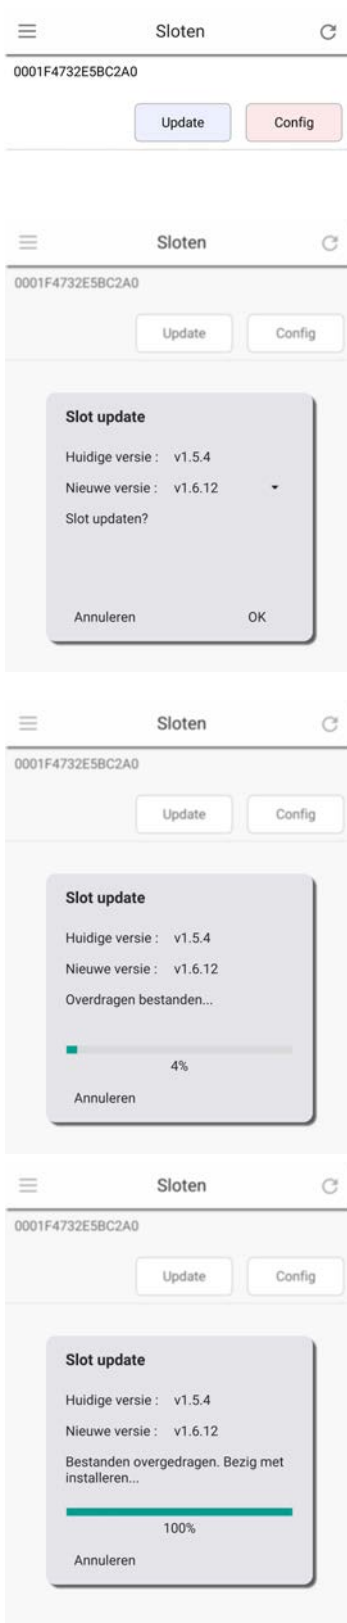 Sloten
0001F4732E5BC2A0
Update Config
Sloten
0001F4732E5BC2A0
Update Config
Slot update
Huidige versie : v1.5.4
Nieuwe versie : v1.6.12
Slot updaten?
Annuleren OK
Sloten
0001F4732E5BC2A0
Update Config
Slot update
Huidige versie : v1.5.4
Nieuwe versie : v1.6.12
Overdragen bestanden...
4%
Annuleren
Sloten
0001F4732E5BC2A0
Update Config
Slot update
Huidige versie : v1.5.4
Nieuwe versie : v1.6.12
Bestanden overgedragen. Bezig met
installeren...
100%
Annuleren